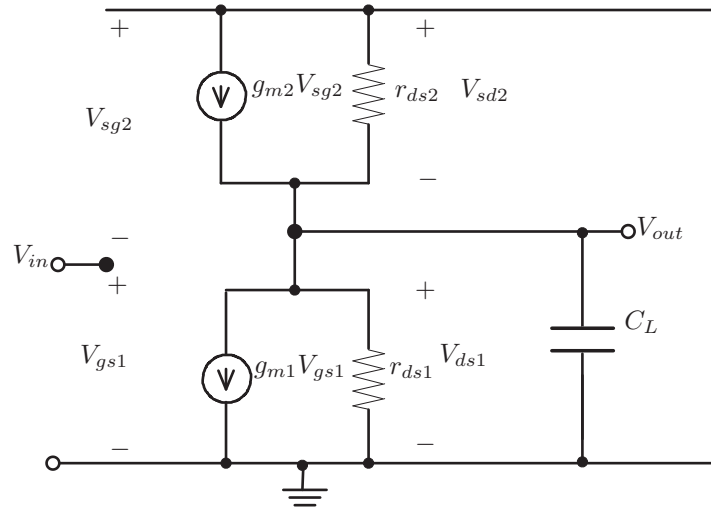 + +
g_{m2}V_{sg2} r_{ds2} V_{sd2}
V_{sg2}
−
− V_{out}
V_{in}
+ +
C_L
V_{gs1} g_{m1}V_{gs1} r_{ds1} V_{ds1}
− −